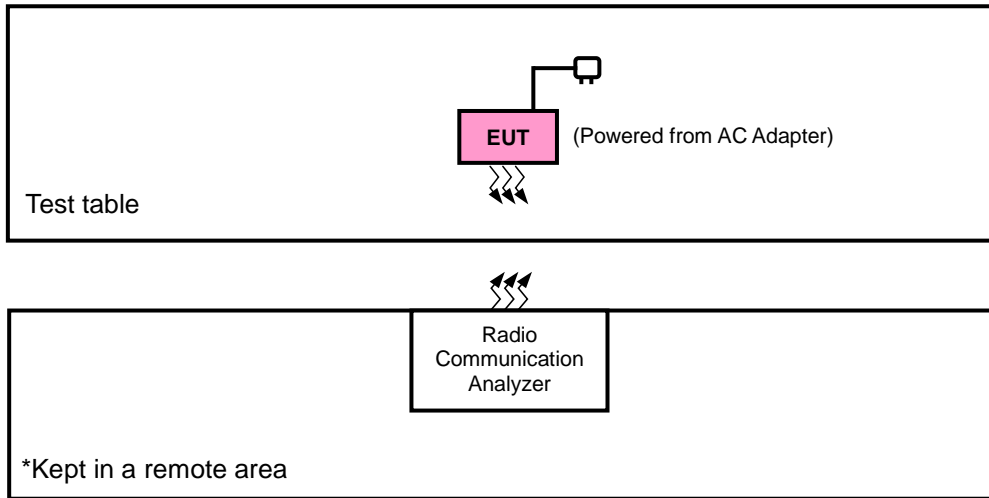 EUT
(Powered from AC Adapter)
Test table
Radio
Communication
Analyzer
*Kept in a remote area